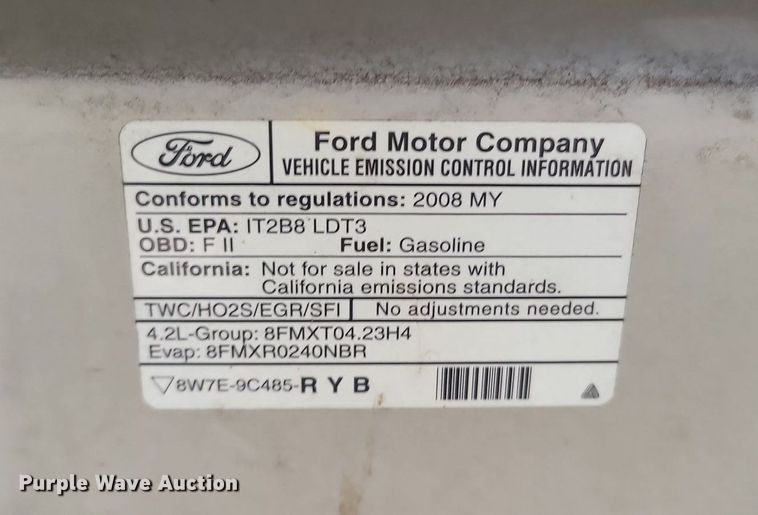 Ford
Ford Motor Company
VEHICLE EMISSION CONTROL INFORMATION
Conforms to regulations: 2008 MY
U.S. EPA: IT2B8 LDT3
OBD: F II Fuel: Gasoline
California: Not for sale in states with
California emissions standards.
TWC/HO2S/EGR/SFI No adjustments needed.
4.2L-Group: 8FMXT04.23H4
Evap: 8FMXR0240NBR
8W7E-9C485-R Y B
Purple Wave Auction